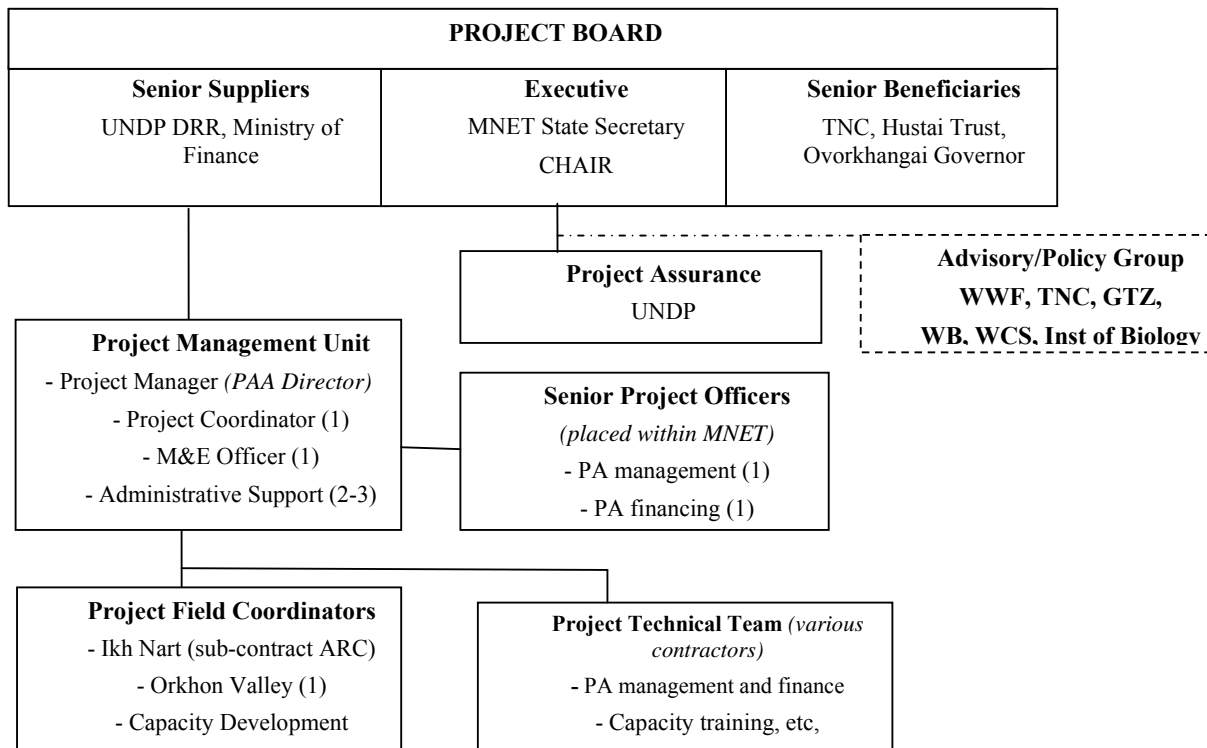 PROJECT BOARD
Senior Suppliers
UNDP DRR, Ministry of
Finance
Executive
MNET State Secretary
CHAIR
Senior Beneficiaries
TNC, Hustai Trust,
Ovorkhangai Governor
Project Assurance
UNDP
Advisory/Policy Group
WWF, TNC, GTZ,
WB, WCS, Inst of Biology
Project Management Unit
- Project Manager (PAA Director)
- Project Coordinator (1)
- M&E Officer (1)
- Administrative Support (2-3)
Senior Project Officers
(placed within MNET)
- PA management (1)
- PA financing (1)
Project Field Coordinators
- Ikh Nart (sub-contract ARC)
- Orkhon Valley (1)
- Capacity Development
Project Technical Team (various
contractors)
- PA management and finance
- Capacity training, etc,